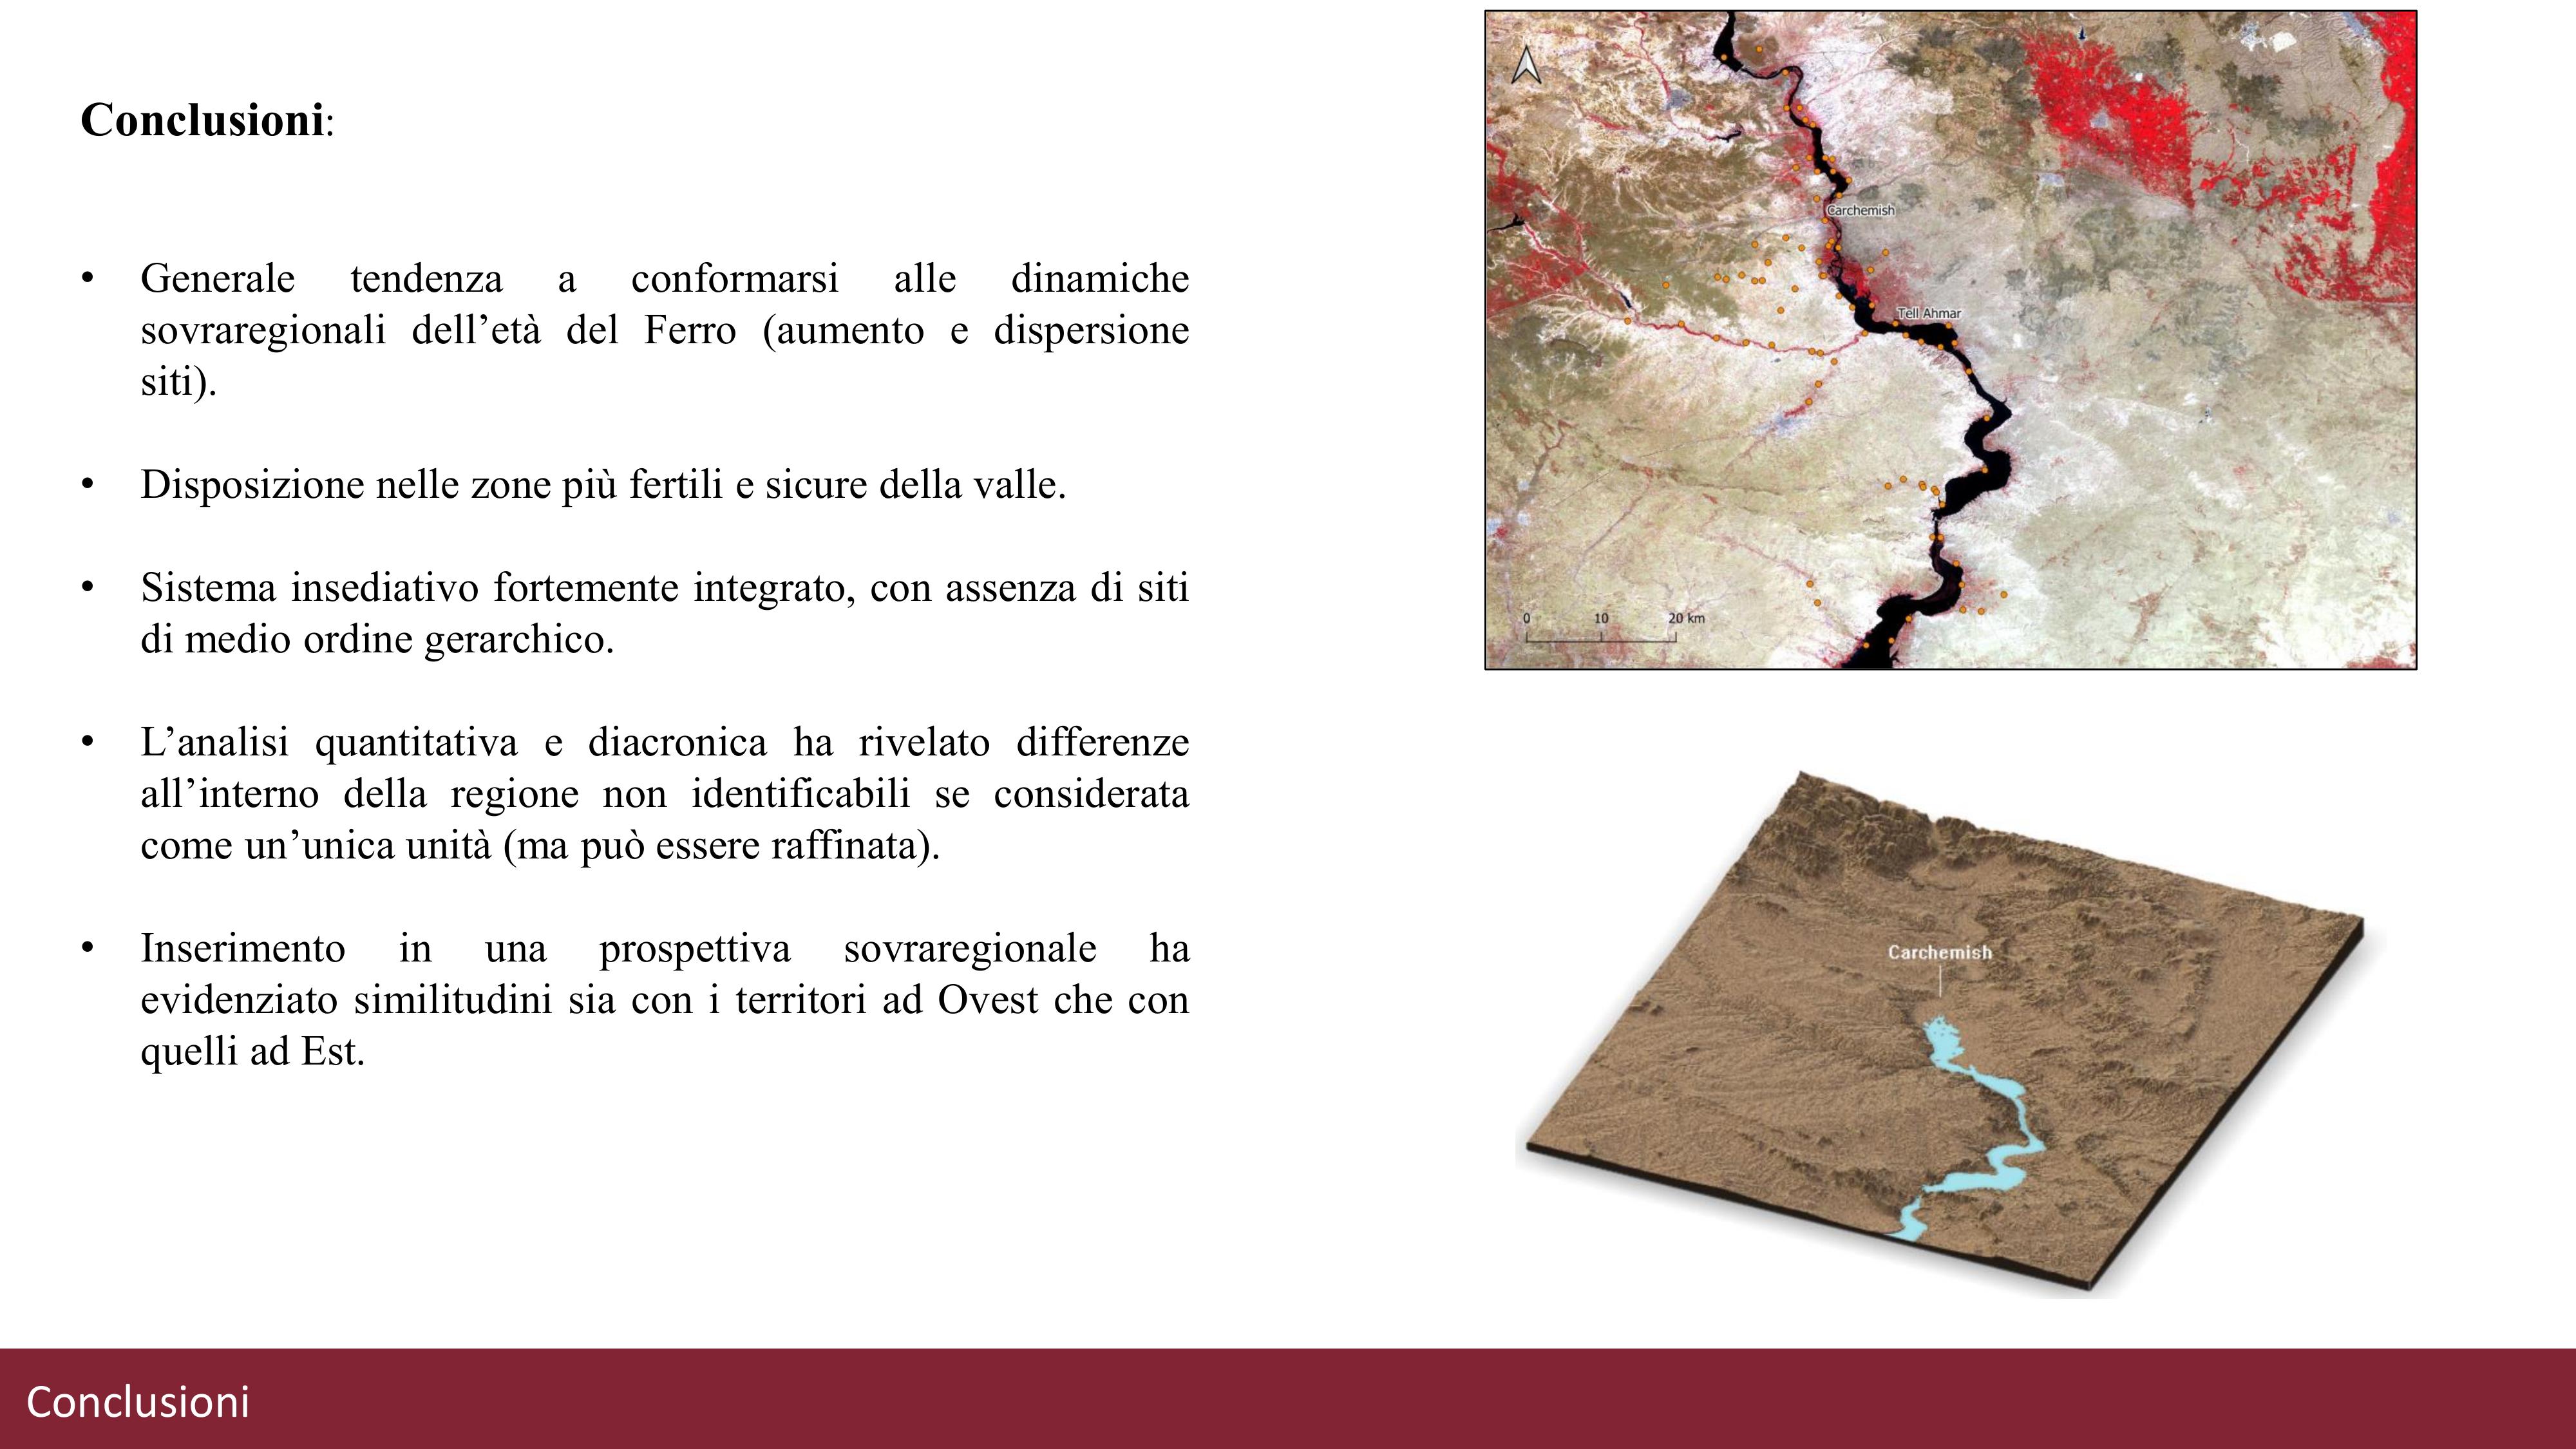 Conclusioni:
• Generale tendenza a conformarsi alle dinamiche
sovraregionali dell’età del Ferro (aumento e dispersione
siti).
• Disposizione nelle zone più fertili e sicure della valle.
• Sistema insediativo fortemente integrato, con assenza di siti
di medio ordine gerarchico.
• L’analisi quantitativa e diacronica ha rivelato differenze
all’interno della regione non identificabili se considerata
come un’unica unità (ma può essere raffinata).
• Inserimento in una prospettiva sovraregionale ha
evidenziato similitudini sia con i territori ad Ovest che con
quelli ad Est.
Carchemish
Tell Ahmar
0 10 20 km
Carchemish
Conclusioni